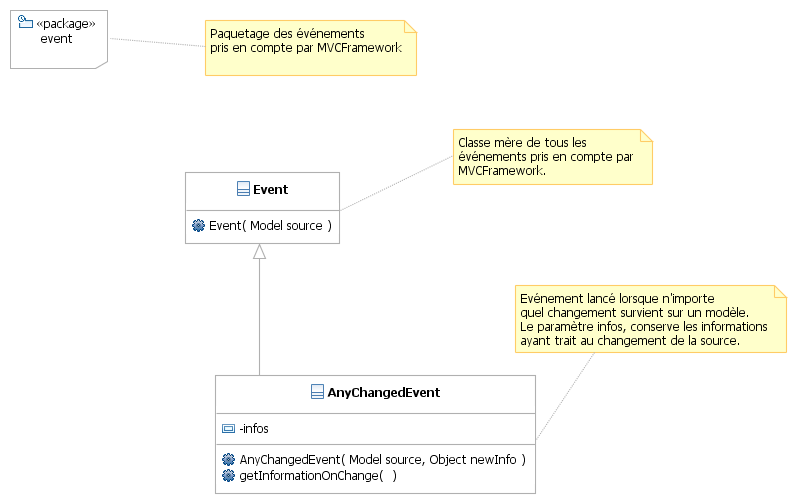 «package»
event
Paquetage des événements
pris en compte par MVCFramework
Classe mère de tous les
événements pris en compte par
MVCFramework.
Event
Event( Model source )
Evénement lancé lorsque n'importe
quel changement survient sur un modèle.
Le paramètre infos, conserve les informations
ayant trait au changement de la source.
AnyChangedEvent
-infos
AnyChangedEvent( Model source, Object newInfo )
getInformationOnChange(  )